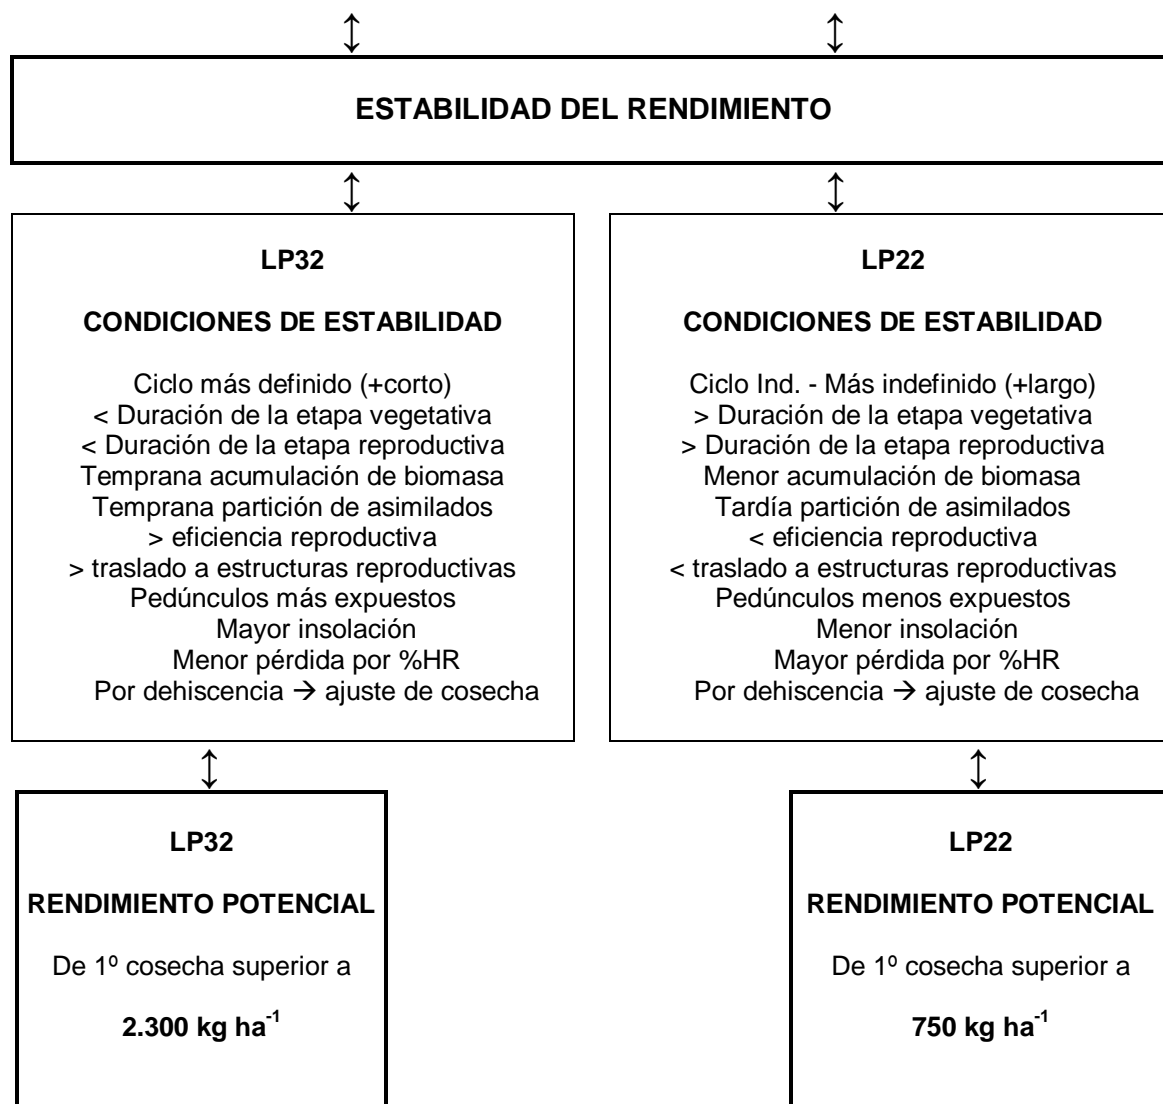 ESTABILIDAD DEL RENDIMIENTO
LP32
CONDICIONES DE ESTABILIDAD
Ciclo más definido (+corto)
< Duración de la etapa vegetativa
< Duración de la etapa reproductiva
Temprana acumulación de biomasa
Temprana partición de asimilados
> eficiencia reproductiva
> traslado a estructuras reproductivas
Pedúnculos más expuestos
Mayor insolación
Menor pérdida por %HR
Por dehiscencia → ajuste de cosecha
LP22
CONDICIONES DE ESTABILIDAD
Ciclo Ind. - Más indefinido (+largo)
> Duración de la etapa vegetativa
> Duración de la etapa reproductiva
Menor acumulación de biomasa
Tardía partición de asimilados
< eficiencia reproductiva
< traslado a estructuras reproductivas
Pedúnculos menos expuestos
Menor insolación
Mayor pérdida por %HR
Por dehiscencia → ajuste de cosecha
LP32
RENDIMIENTO POTENCIAL
De 1º cosecha superior a
2.300 kg ha⁻¹
LP22
RENDIMIENTO POTENCIAL
De 1º cosecha superior a
750 kg ha⁻¹